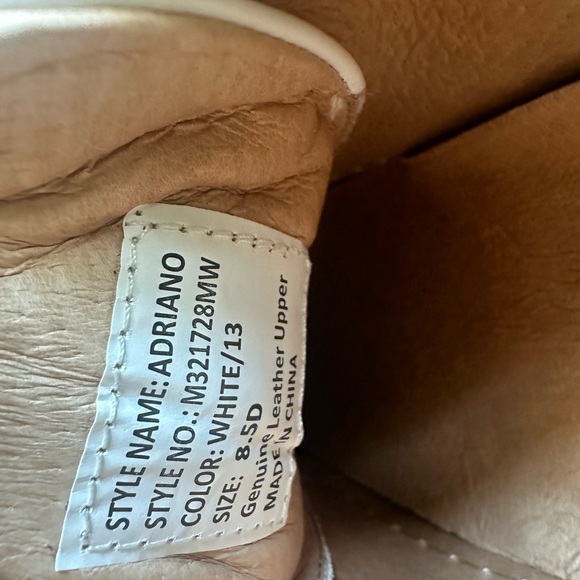 STYLE NAME: ADRIANO
STYLE NO.: M321728MW
COLOR: WHITE/13
SIZE: 8.5D
Genuine Leather Upper
MADE IN CHINA